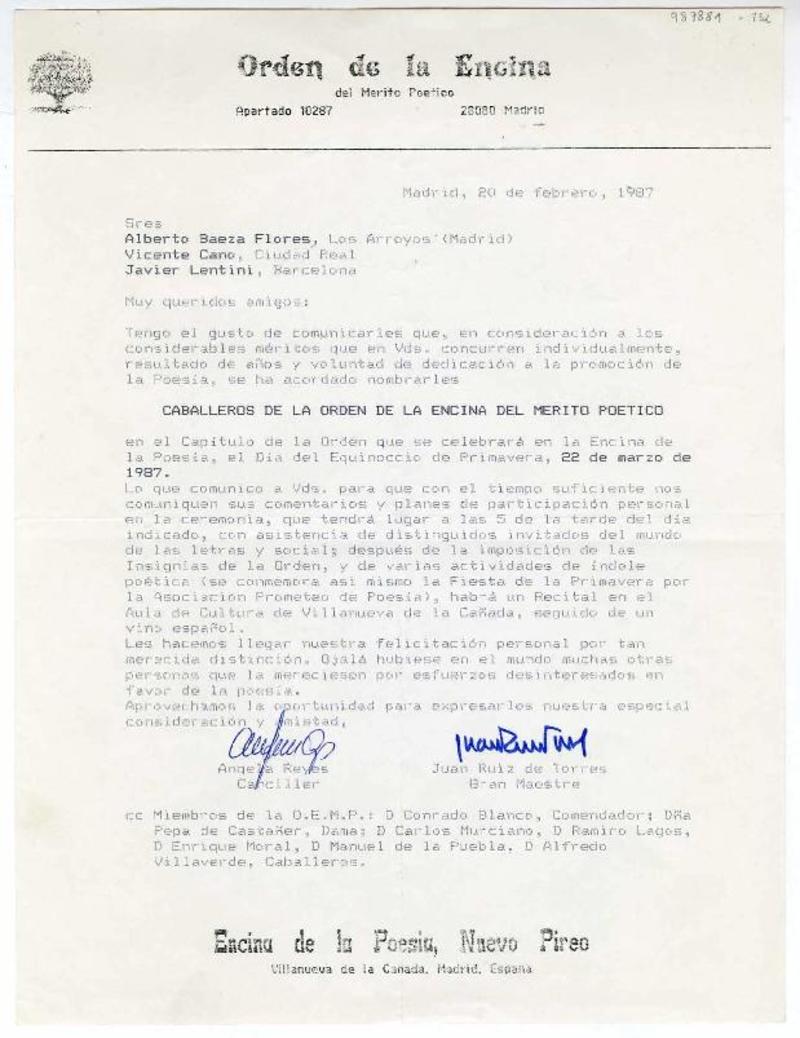 987881 - 132
Orden de la Encina
del Merito Poetico
Apartado 10287 28080 Madrid
Madrid, 20 de febrero, 1987
Sres
Alberto Baeza Flores, Los Arroyos (Madrid)
Vicente Cano, Ciudad Real
Javier Lentini, Barcelona
Muy queridos amigos:
Tengo el gusto de comunicarles que, en consideración a los
considerables méritos que en Vds. concurren individualmente,
resultado de años y voluntad de dedicación a la promoción de
la Poesía, se ha acordado nombrarles
CABALLEROS DE LA ORDEN DE LA ENCINA DEL MERITO POETICO
en el Capítulo de la Orden que se celebrará en la Encina de
la Poesía, el Día del Equinoccio de Primavera, 22 de marzo de
1987.
Lo que comunico a Vds. para que con el tiempo suficiente nos
comuniquen sus comentarios y planes de participación personal
en la ceremonia, que tendrá lugar a las 5 de la tarde del día
indicado, con asistencia de distinguidos invitados del mundo
de las letras y social; después de la imposición de las
Insignias de la Orden, y de varias actividades de índole
poética (se conmemora así mismo la Fiesta de la Primavera por
la Asociación Prometeo de Poesía), habrá un Recital en el
Aula de Cultura de Villanueva de la Cañada, seguido de un
vino español.
Les hacemos llegar nuestra felicitación personal por tan
merecida distinción. Ojalá hubiese en el mundo muchas otras
personas que la mereciesen por esfuerzos desinteresados en
favor de la poesía.
Aprovechamos la oportunidad para expresarlos nuestra especial
consideración y amistad,
Angela Reyes Juan Ruiz de Torres
Canciller Gran Maestre
cc Miembros de la O.E.M.P.: D Conrado Blanco, Comendador; Dña
Pepa de Castañer, Dama; D Carlos Murciano, D Ramiro Lagos,
D Enrique Moral, D Manuel de la Puebla, D Alfredo
Villaverde, Caballeros.
Encina de la Poesia, Nuevo Pireo
Villanueva de la Canada, Madrid, España